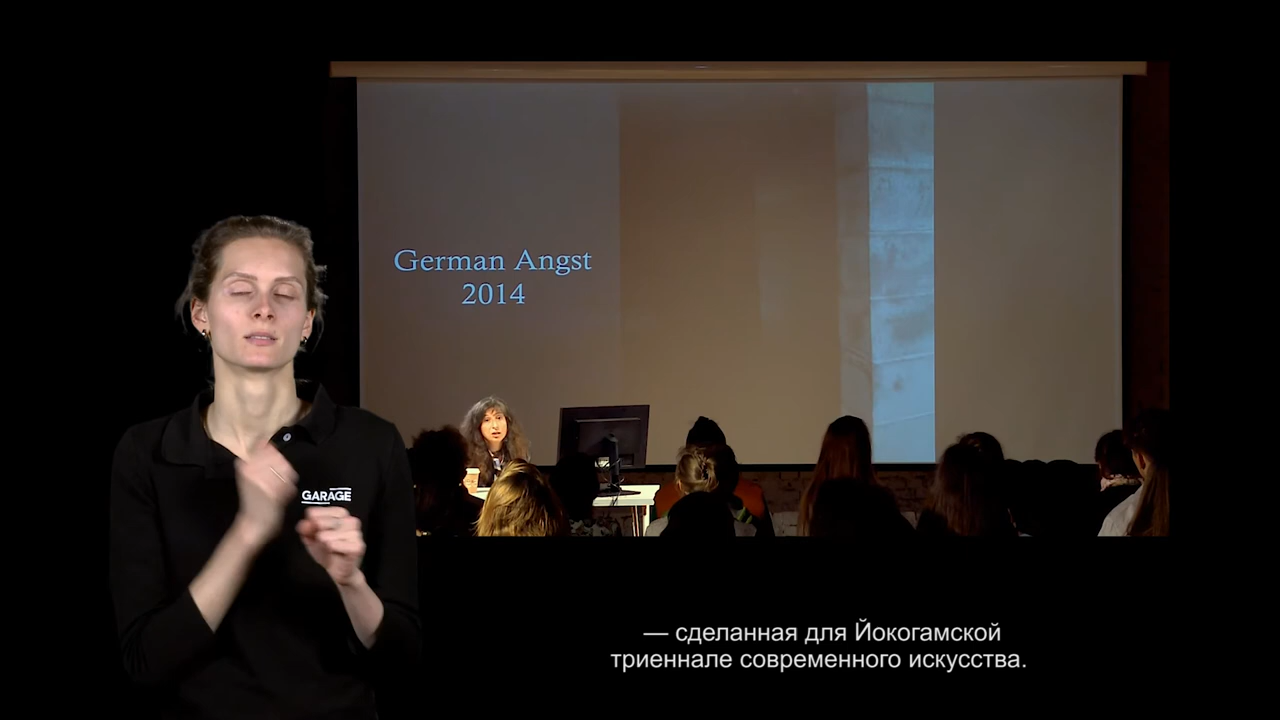 German Angst
2014
GARAGE
— сделанная для Йокогамской
триеннале современного искусства.